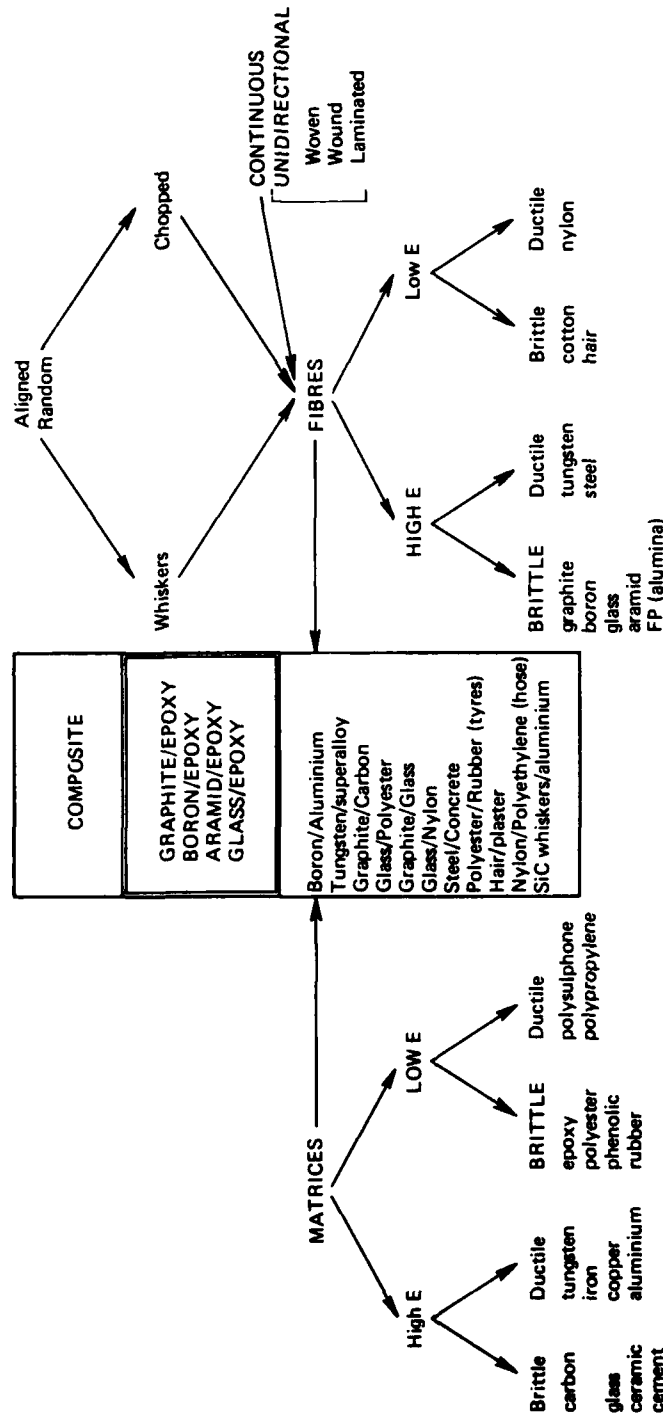 COMPOSITE
GRAPHITE/EPOXY
BORON/EPOXY
ARAMID/EPOXY
GLASS/EPOXY
Boron/Aluminium
Tungsten/superalloy
Graphite/Carbon
Glass/Polyester
Graphite/Glass
Glass/Nylon
Steel/Concrete
Polyester/Rubber (tyres)
Hair/plaster
Nylon/Polyethylene (hose)
SiC whiskers/aluminium
MATRICES
High E
Brittle
carbon
glass
ceramic
cement
Ductile
tungsten
iron
copper
aluminium
LOW E
BRITTLE
epoxy
polyester
phenolic
rubber
Ductile
polysulphone
polypropylene
Aligned
Random
Whiskers
Chopped
CONTINUOUS
UNIDIRECTIONAL
Woven
Wound
Laminated
FIBRES
HIGH E
BRITTLE
graphite
boron
glass
aramid
FP (alumina)
Ductile
tungsten
steel
Low E
Brittle
cotton
hair
Ductile
nylon